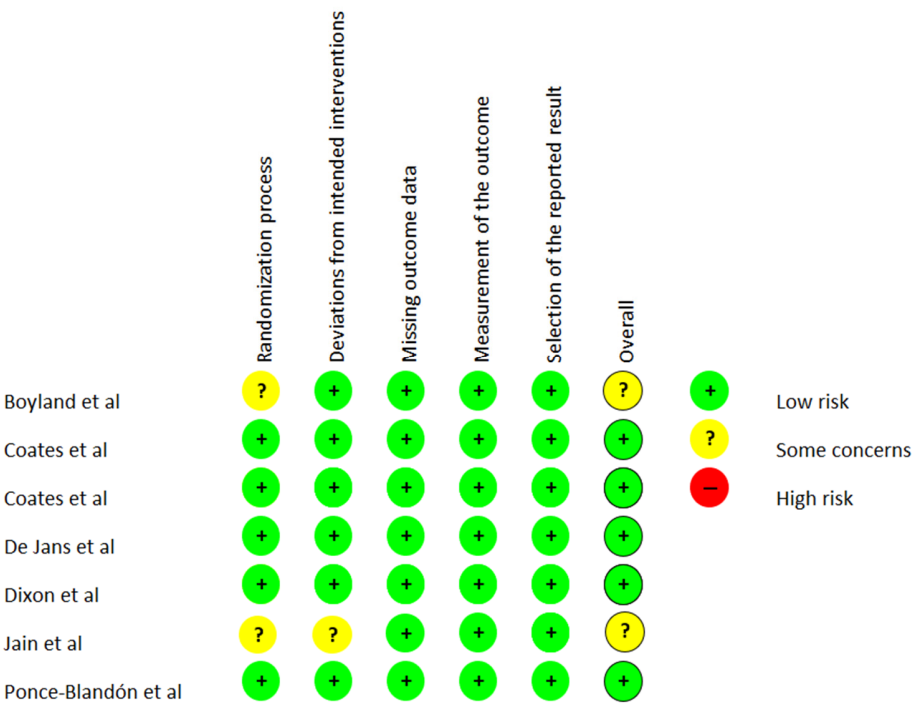 Randomization process
Deviations from intended interventions
Missing outcome data
Measurement of the outcome
Selection of the reported result
Overall
Boyland et al ? + + + + ? + Low risk
Coates et al + + + + + + ? Some concerns
Coates et al + + + + + + − High risk
De Jans et al + + + + + +
Dixon et al + + + + + +
Jain et al ? ? + + + ?
Ponce-Blandón et al + + + + + +